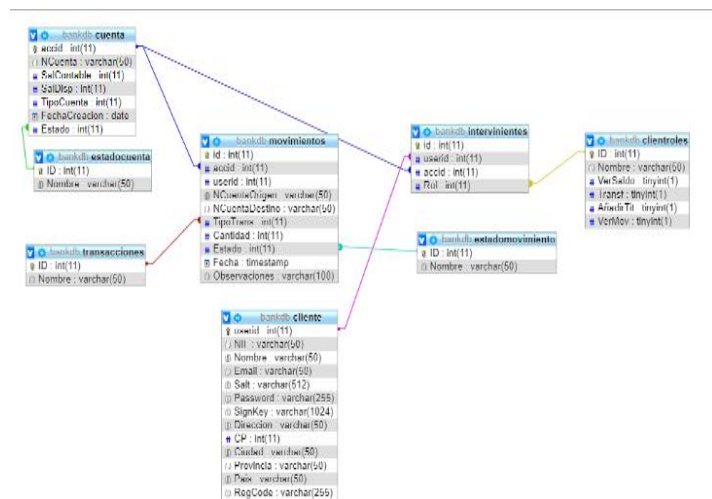 bankdb cuenta
accid : int(11)
NCuenta : varchar(50)
SalContable : int(11)
SalDisp : int(11)
TipoCuenta : int(11)
FechaCreacion : date
Estado : int(11)
bankdb estadocuenta
ID : int(11)
Nombre : varchar(50)
bankdb transacciones
ID : int(11)
Nombre : varchar(50)
bankdb movimientos
id : int(11)
accid : int(11)
userid : int(11)
NCuentaOrigen : varchar(50)
NCuentaDestino : varchar(50)
TipoTrans : int(11)
Cantidad : int(11)
Estado : int(11)
Fecha : timestamp
Observaciones : varchar(100)
bankdb cliente
userid : int(11)
: varchar(50)
Nombre : varchar(50)
Email : varchar(50)
Salt : varchar(512)
Password : varchar(255)
SignKey : varchar(1024)
Direccion : varchar(50)
CP : int(11)
Ciudad : varchar(50)
Provincia : varchar(50)
Pais : varchar(50)
RegCode : varchar(255)
bankdb intervinientes
id : int(11)
userid : int(11)
accid : int(11)
Rol : int(11)
bankdb estadomovimiento
ID : int(11)
Nombre : varchar(50)
bankdb clientroles
ID : int(11)
Nombre : varchar(50)
VerSaldo : tinyint(1)
Transf : tinyint(1)
AñadirTit : tinyint(1)
VerMov : tinyint(1)